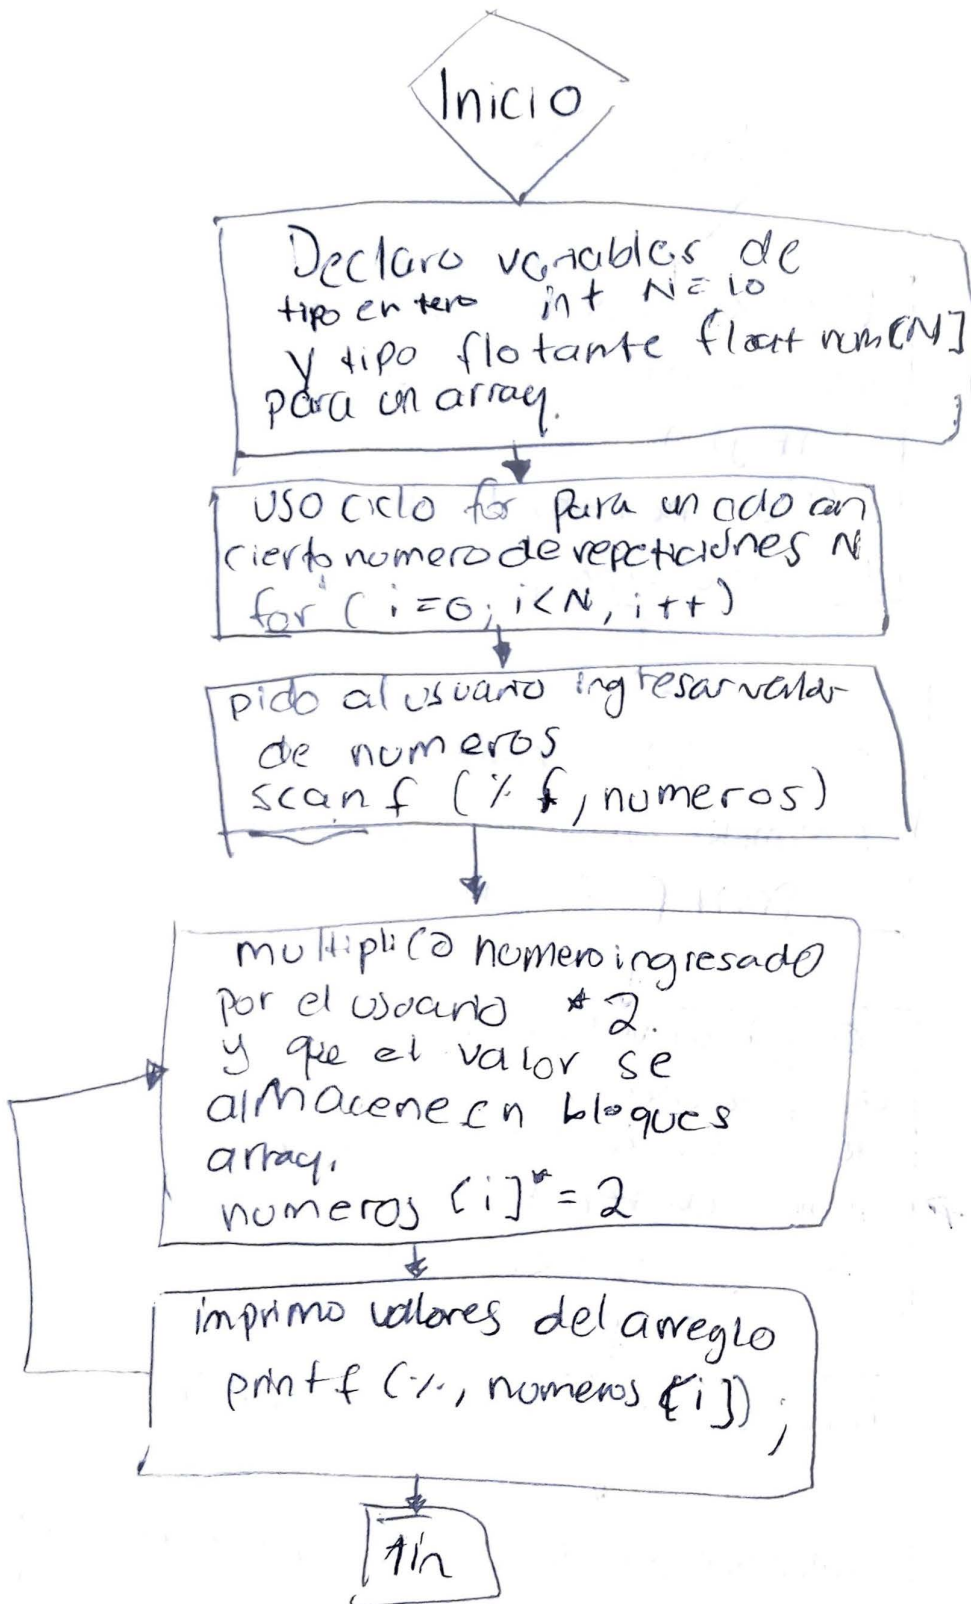 Inicio
Declaro variables de
tipo entero int N=10
y tipo flotante float num[N]
para un array. ;
uso ciclo for para un ciclo con
cierto numero de repeticiones N
for (i=0; i<N, i++)
pido al usuario ingresar valor
de numeros
scanf (% f, numeros)
multiplico numero ingresado
por el usuario *2.
y que el valor se
almacene en bloques
array.
numeros [i]*=2
imprimo valores del arreglo
printf (%, numeros [i]);
fin